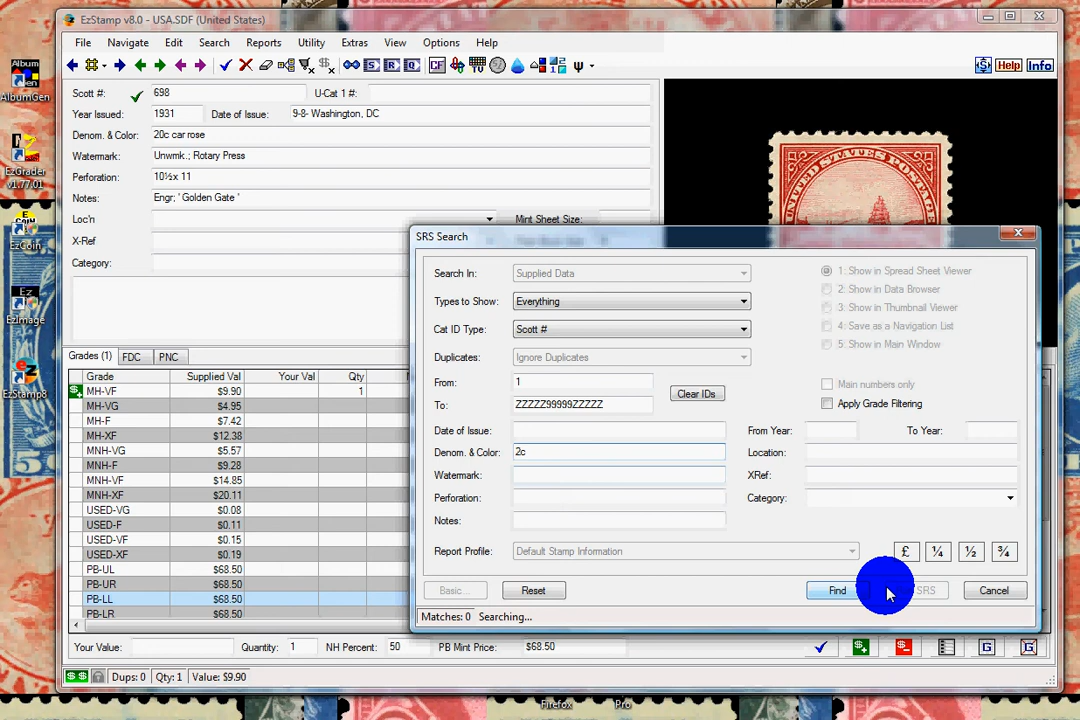 EzStamp v8.0 - USA.SDF (United States)
File Navigate Edit Search Reports Utility Extras View Options Help
S R Q CF TV Help Info
Scott #: 698 U-Cat 1 #:
Year Issued: 1931 Date of Issue: 9-8- Washington, DC
Denom. & Color: 20c car rose
Watermark: Unwmk.; Rotary Press
Perforation: 10½x 11
Notes: Engr; ' Golden Gate '
Loc'n Mint Sheet Size:
X-Ref
Category:
UNITED STATES POSTAGE
Album
AlbumGen
EzGrader
v1.77.01
EzCoin
Ez
EzImage
EzStamp8
Grades (1) FDC PNC
Grade Supplied Val Your Val Qty
MH-VF $9.90 1
MH-VG $4.95
MH-F $7.42
MH-XF $12.38
MNH-VG $5.57
MNH-F $9.28
MNH-VF $14.85
MNH-XF $20.11
USED-VG $0.08
USED-F $0.11
USED-VF $0.15
USED-XF $0.19
PB-UL $68.50
PB-UR $68.50
PB-LL $68.50
PB-LR $68.50
SRS Search
Search In: Supplied Data
Types to Show: Everything
Cat ID Type: Scott #
Duplicates: Ignore Duplicates
From: 1
To: ZZZZZ99999ZZZZZ
Clear IDs
Date of Issue:
Denom. & Color: 2c
Watermark:
Perforation:
Notes:
Report Profile: Default Stamp Information
1: Show in Spread Sheet Viewer
2: Show in Data Browser
3: Show in Thumbnail Viewer
4: Save as a Navigation List
5: Show in Main Window
Main numbers only
Apply Grade Filtering
From Year: To Year:
Location:
XRef:
Category:
£ ¼ ½ ¾
Basic... Reset Find SRS Cancel
Matches: 0 Searching...
Your Value: Quantity: 1 NH Percent: 50 PB Mint Price: $68.50
G G
$ $ Dups: 0 Qty: 1 Value: $9.90
Firefox Pro